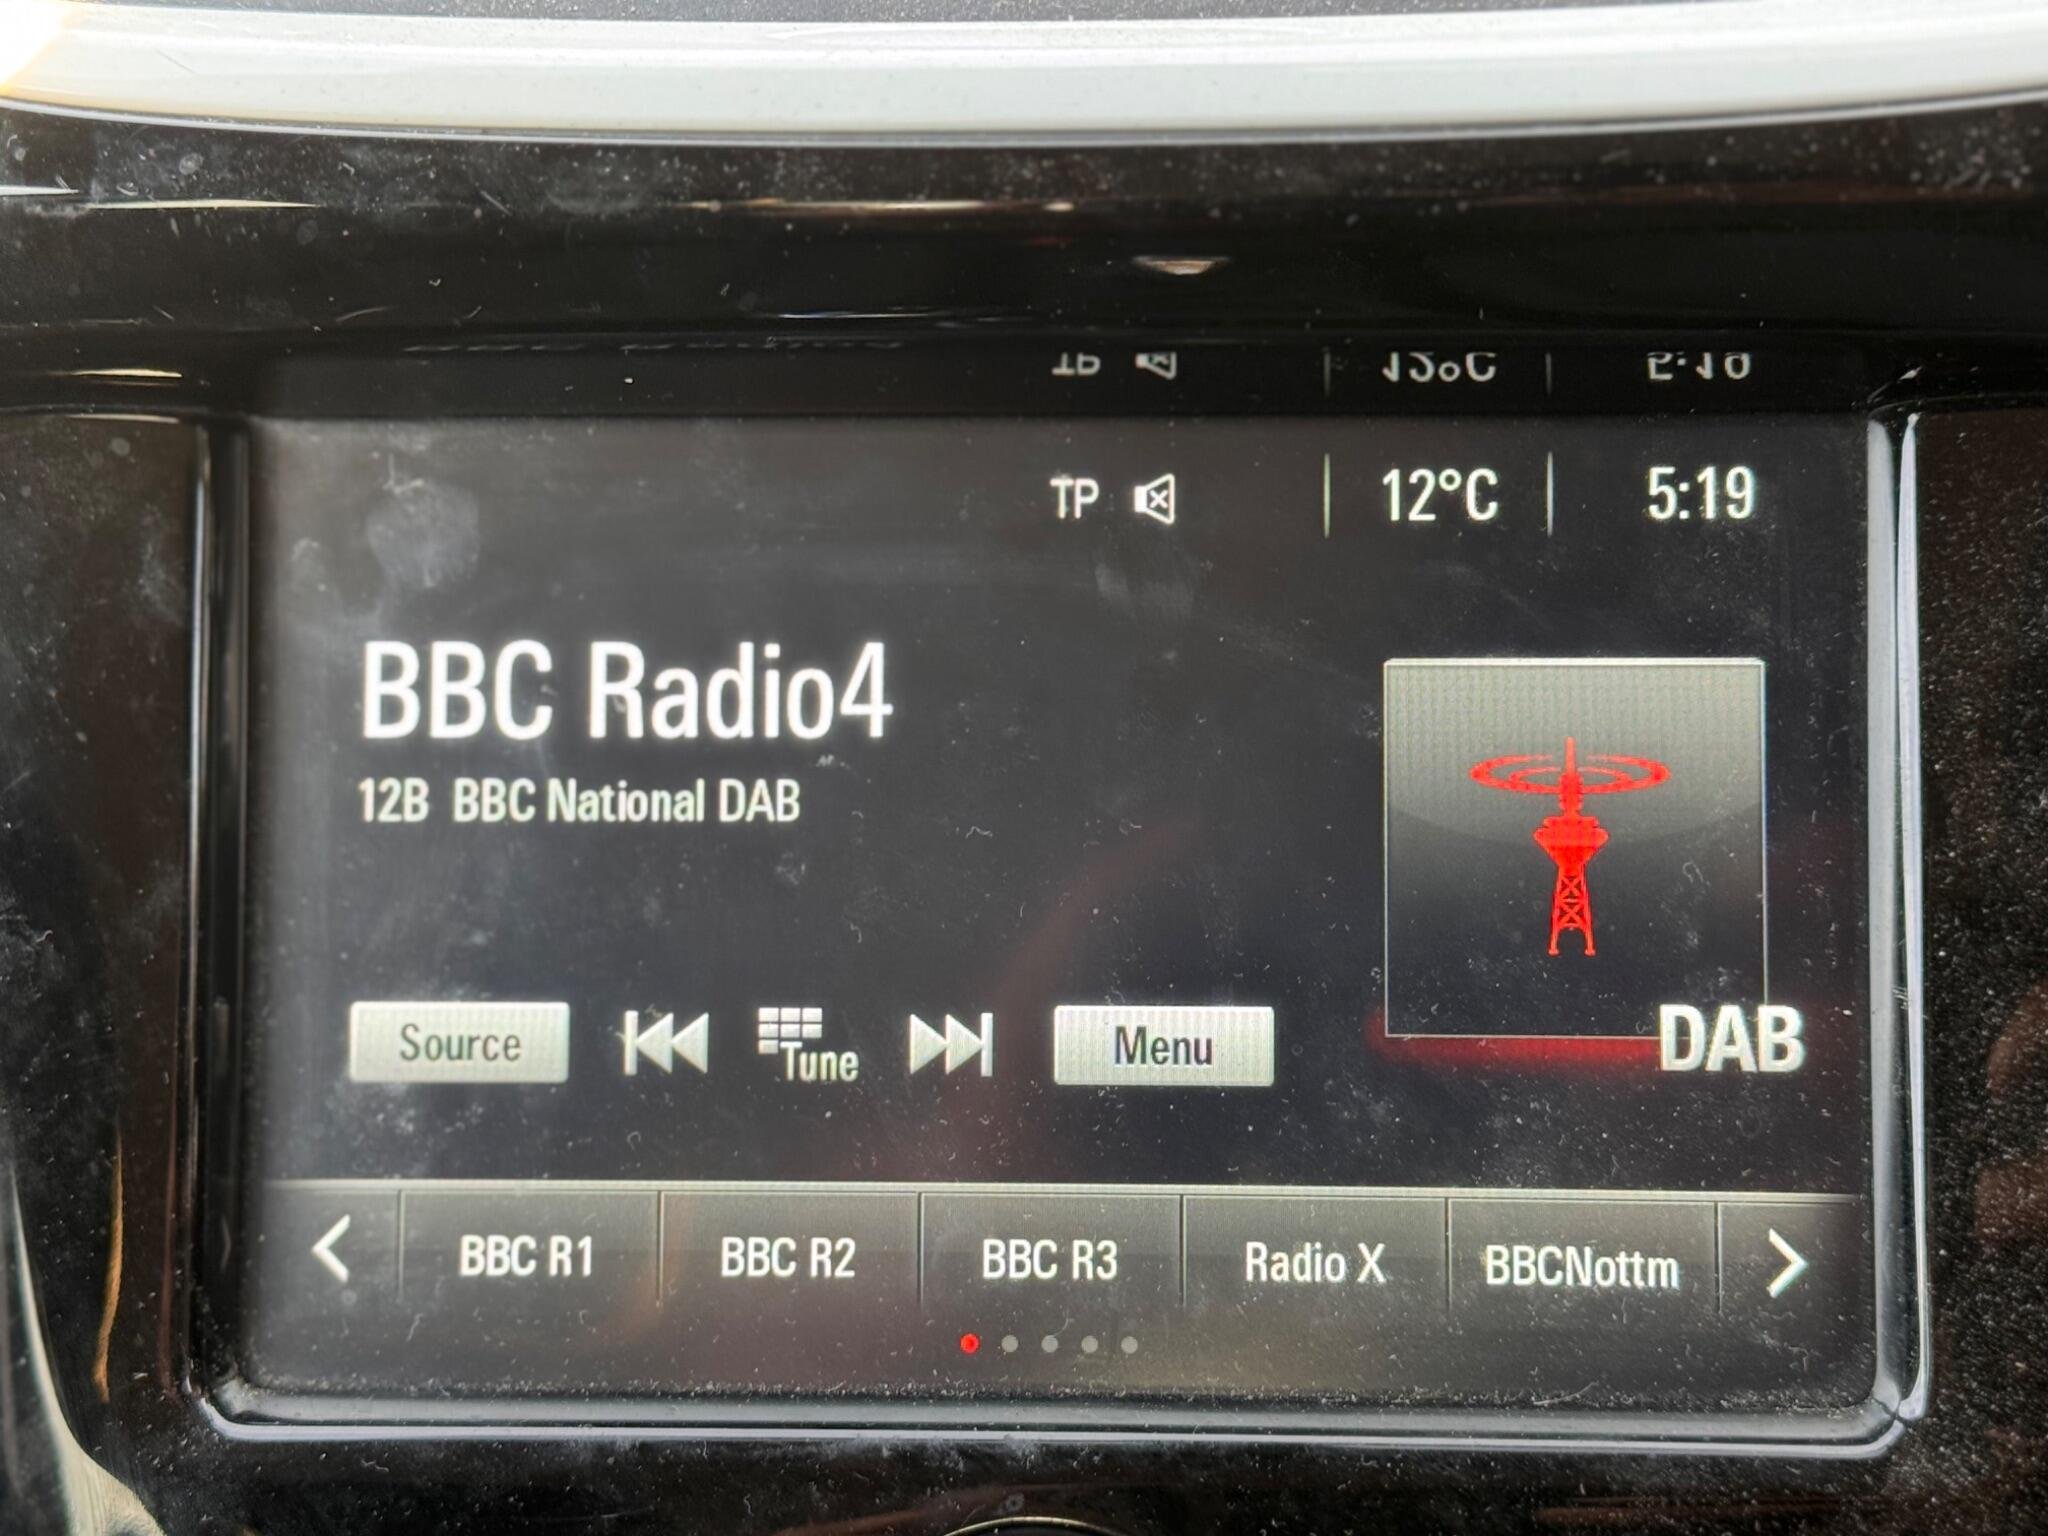 TP 12°C 5:19
BBC Radio4
12B BBC National DAB
Source Tune Menu
DAB
BBC R1 BBC R2 BBC R3 Radio X BBCNottm